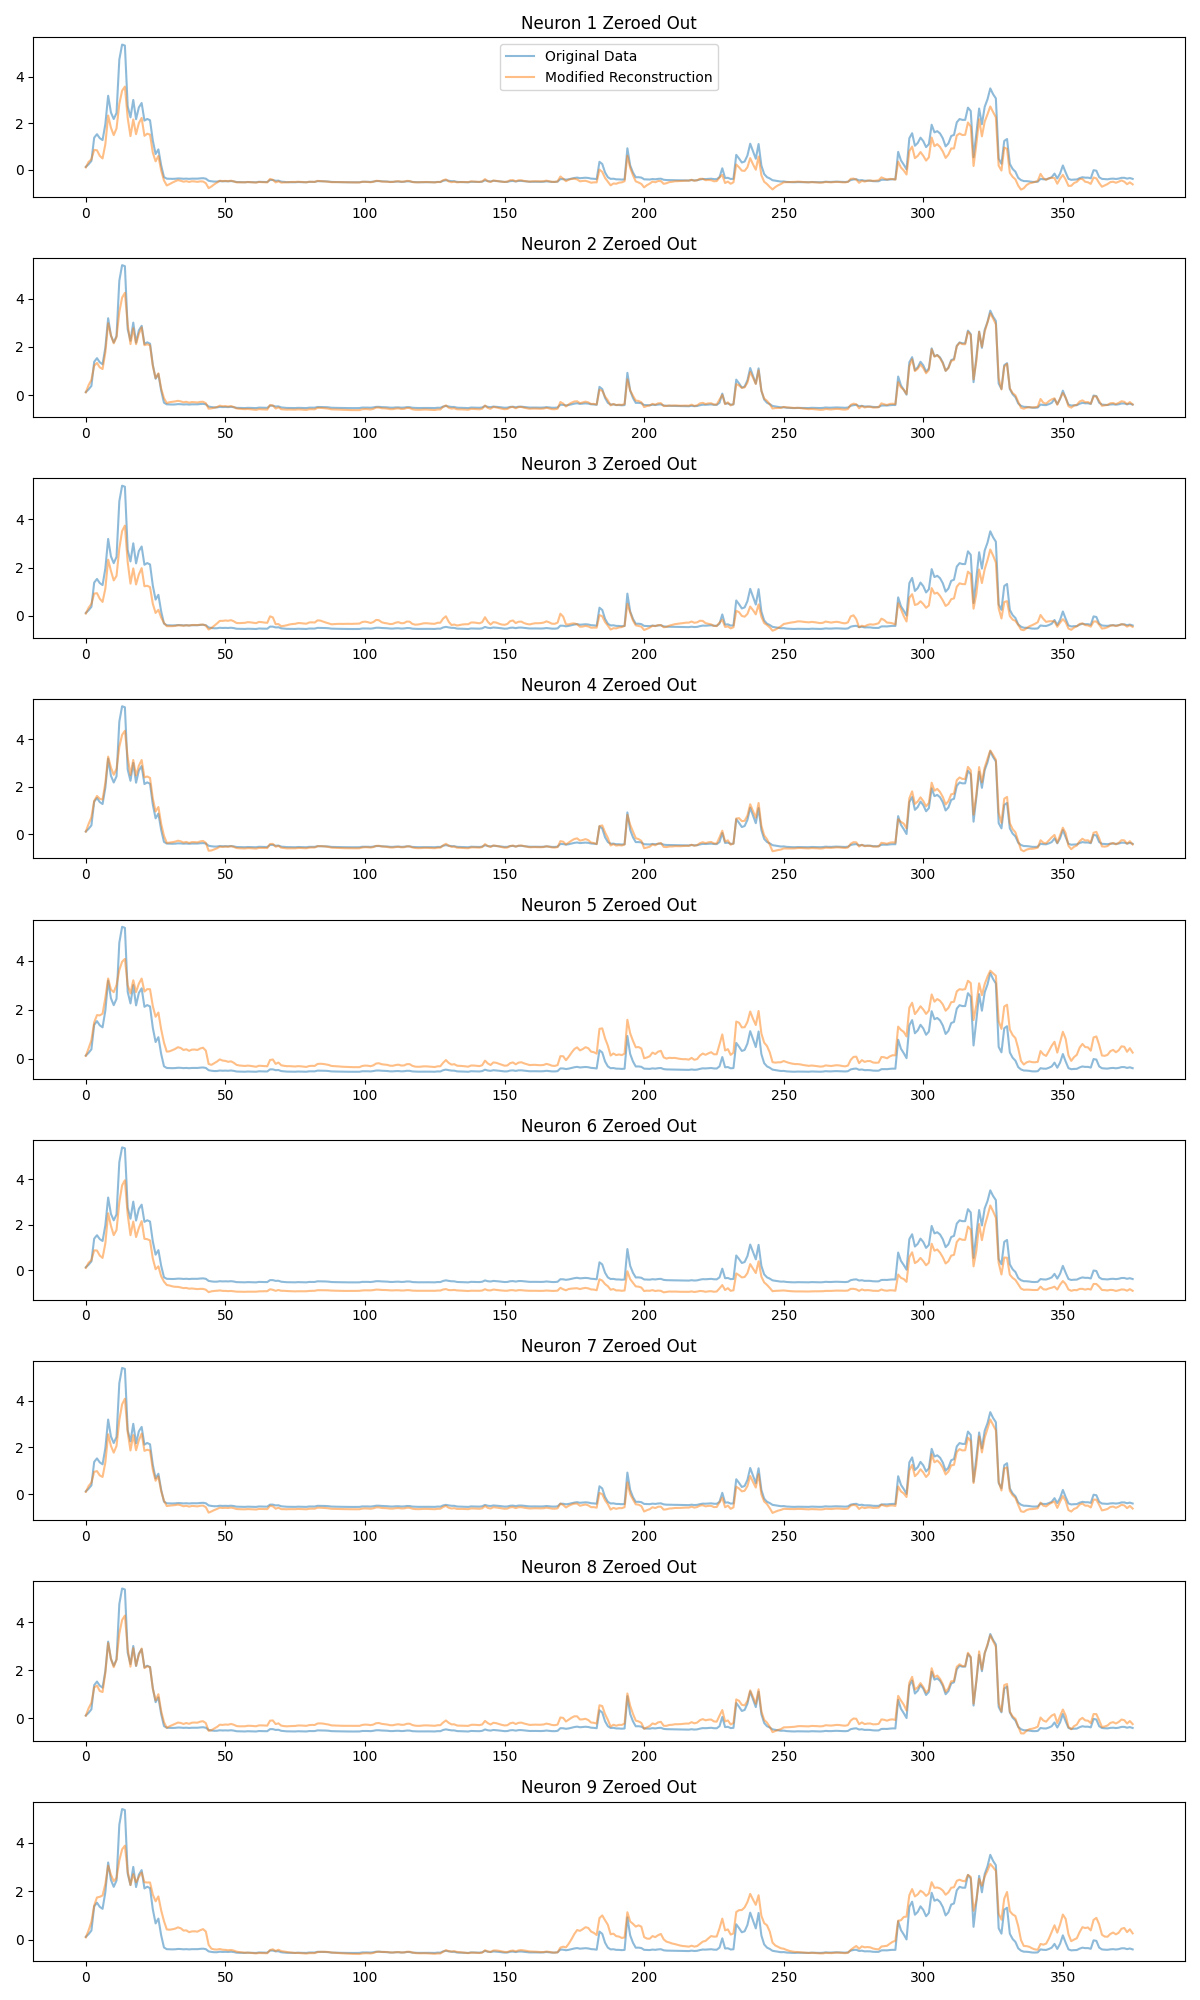 Neuron 1 Zeroed Out
Original Data
Modified Reconstruction
4
2
0
0 50 100 150 200 250 300 350
Neuron 2 Zeroed Out
4
2
0
0 50 100 150 200 250 300 350
Neuron 3 Zeroed Out
4
2
0
0 50 100 150 200 250 300 350
Neuron 4 Zeroed Out
4
2
0
0 50 100 150 200 250 300 350
Neuron 5 Zeroed Out
4
2
0
0 50 100 150 200 250 300 350
Neuron 6 Zeroed Out
4
2
0
0 50 100 150 200 250 300 350
Neuron 7 Zeroed Out
4
2
0
0 50 100 150 200 250 300 350
Neuron 8 Zeroed Out
4
2
0
0 50 100 150 200 250 300 350
Neuron 9 Zeroed Out
4
2
0
0 50 100 150 200 250 300 350